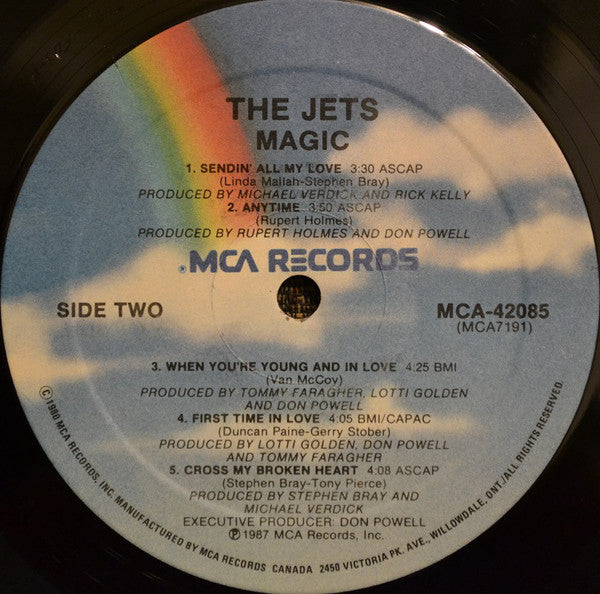 THE JETS
MAGIC
1. SENDIN' ALL MY LOVE 3:30 ASCAP
(Linda Mallah-Stephen Bray)
PRODUCED BY MICHAEL VERDICK AND RICK KELLY
2. ANYTIME 3:50 ASCAP
(Rupert Holmes)
PRODUCED BY RUPERT HOLMES AND DON POWELL
®MCA RECORDS
SIDE TWO
MCA-42085
(MCA7191)
3. WHEN YOU'RE YOUNG AND IN LOVE 4:25 BMI
(Van McCoy)
PRODUCED BY TOMMY FARAGHER, LOTTI GOLDEN
AND DON POWELL
4. FIRST TIME IN LOVE 4:05 BMI/CAPAC
(Duncan Paine-Gerry Stober)
PRODUCED BY LOTTI GOLDEN, DON POWELL
AND TOMMY FARAGHER
5. CROSS MY BROKEN HEART 4:08 ASCAP
(Stephen Bray-Tony Pierce)
PRODUCED BY STEPHEN BRAY AND
MICHAEL VERDICK
EXECUTIVE PRODUCER: DON POWELL
℗1987 MCA Records, Inc.
©1980 MCA RECORDS, INC. MANUFACTURED BY MCA RECORDS CANADA 2450 VICTORIA PK. AVE., WILLOWDALE, ONT./ALL RIGHTS RESERVED.